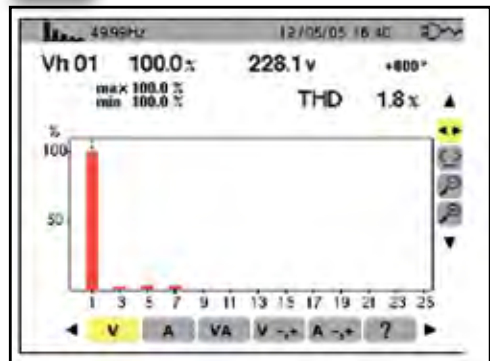 49.99Hz 12/05/05 16:40
Vh 01 100.0% 228.1 v +000°
max 100.0 %
min 100.0 %
THD 1.8 %
%
100
50
1 3 5 7 9 11 13 15 17 19 21 23 25
V A VA V -,+ A -,+ ?